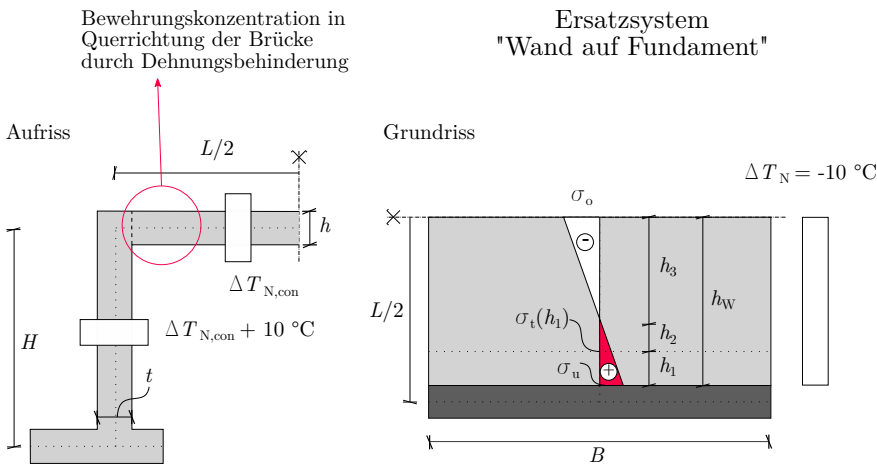 Bewehrungskonzentration in
Querrichtung der Brücke
durch Dehnungsbehinderung
Ersatzsystem
"Wand auf Fundament"
Aufriss
L/2
h
ΔT_N,con
ΔT_N,con + 10 °C
H
t
Grundriss
ΔT_N = -10 °C
σ_o
-
h_3
h_W
L/2
σ_t(h_1)
h_2
σ_u
+
h_1
B